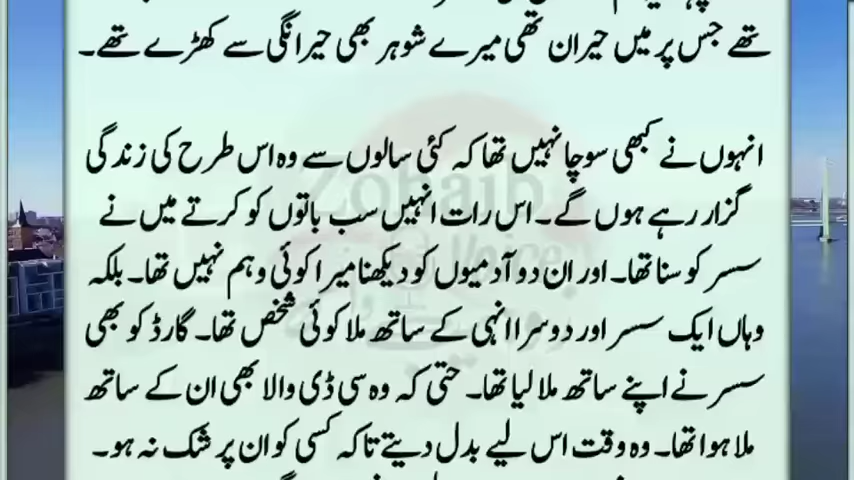 تھے جس پر میں حیران تھی میرے شوہر بھی حیرانگی سے کھڑے تھے۔
انہوں نے کبھی سوچا نہیں تھا کہ کئی سالوں سے وہ اس طرح کی زندگی
گزار رہے ہوں گے۔ اس رات انہیں سب باتوں کو کرتے میں نے
سسر کو سنا تھا۔ اور ان دو آدمیوں کو دیکھنا میرا کوئی وہم نہیں تھا۔ بلکہ
وہاں ایک سسر اور دوسرا انہی کے ساتھ ملا کوئی شخص تھا۔ گارڈ کو بھی
سسر نے اپنے ساتھ ملا لیا تھا۔ حتی کہ وہ سی ڈی والا بھی ان کے ساتھ
ملا ہوا تھا۔ وہ وقت اس لیے بدل دیتے تاکہ کسی کو ان پر شک نہ ہو۔
Zohaib
Voice